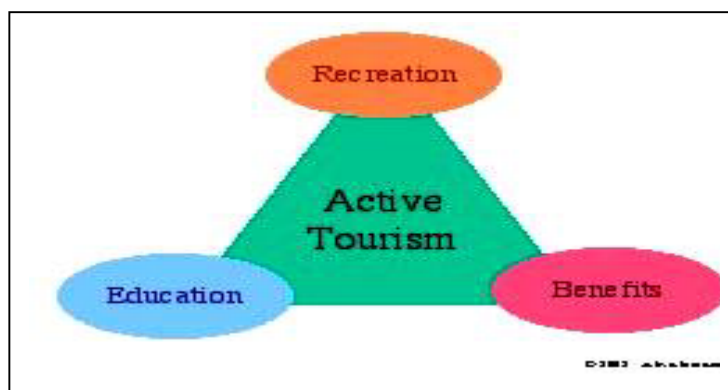 Recreation
Active
Tourism
Education
Benefits